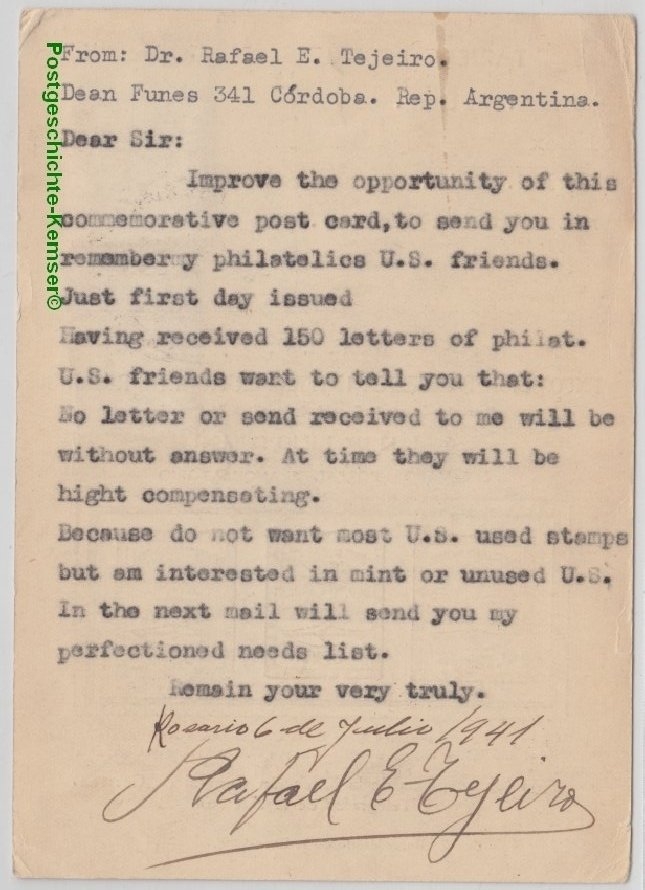 From: Dr. Rafael E. Tejeiro.
Dean Funes 341 Córdoba. Rep. Argentina.
Dear Sir:
Improve the opportunity of this
commemorative post card,to send you in
remembery philatelics U.S. friends.
Just first day issued
Having received 150 letters of philat.
U.S. friends want to tell you that:
No letter or send received to me will be
without answer. At time they will be
hight compensating.
Because do not want most U.S. used stamps
but am interested in mint or unused U.S.
In the next mail will send you my
perfectioned needs list.
Remain your very truly.
Rosario 6 de Julio/1941
Rafael E Tejeiro
Postgeschichte-Kemser©